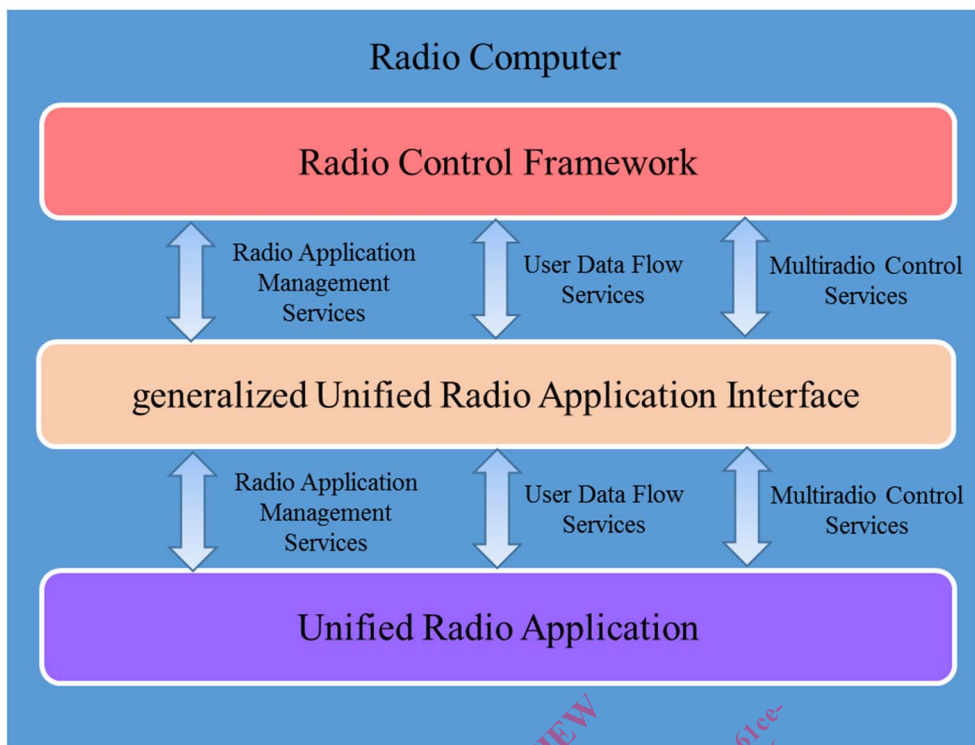 Radio Computer
Radio Control Framework
Radio Application
Management
Services
User Data Flow
Services
Multiradio Control
Services
generalized Unified Radio Application Interface
Radio Application
Management
Services
User Data Flow
Services
Multiradio Control
Services
Unified Radio Application
61ce-